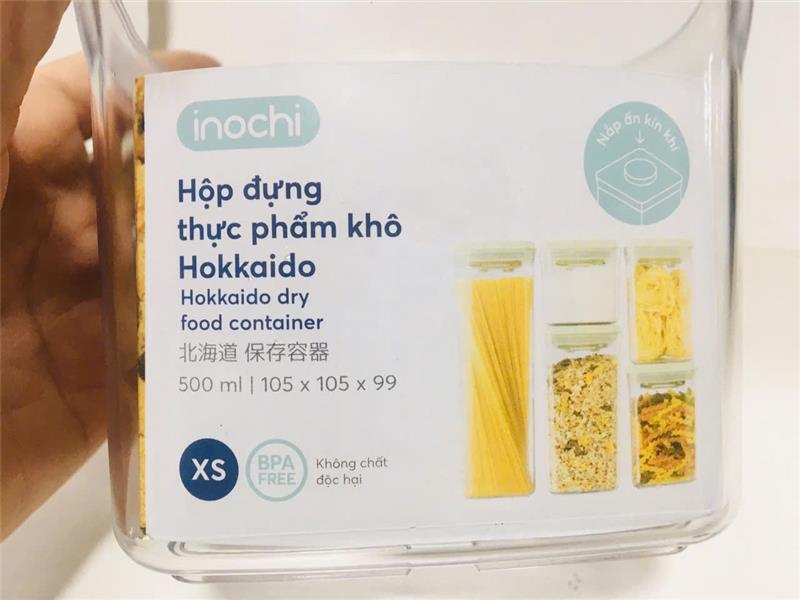 inochi
Nắp ấn kín khí
Hộp đựng
thực phẩm khô
Hokkaido
Hokkaido dry
food container
北海道 保存容器
500 ml | 105 x 105 x 99
XS
BPA
FREE
Không chất
độc hại